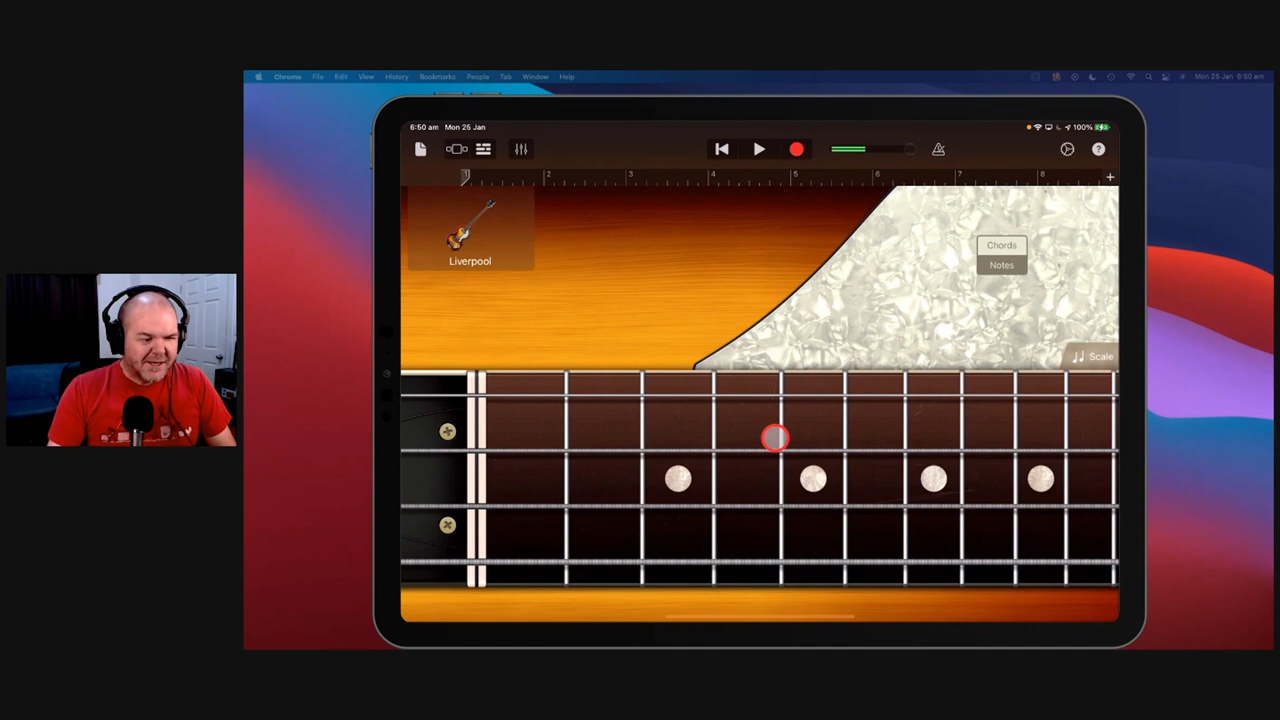 Chrome File Edit View History Bookmarks People Tab Window Help Mon 25 Jan 6:50 am
6:50 am Mon 25 Jan 100%
1 2 3 4 5 6 7 8 +
Liverpool
Chords
Notes
Scale